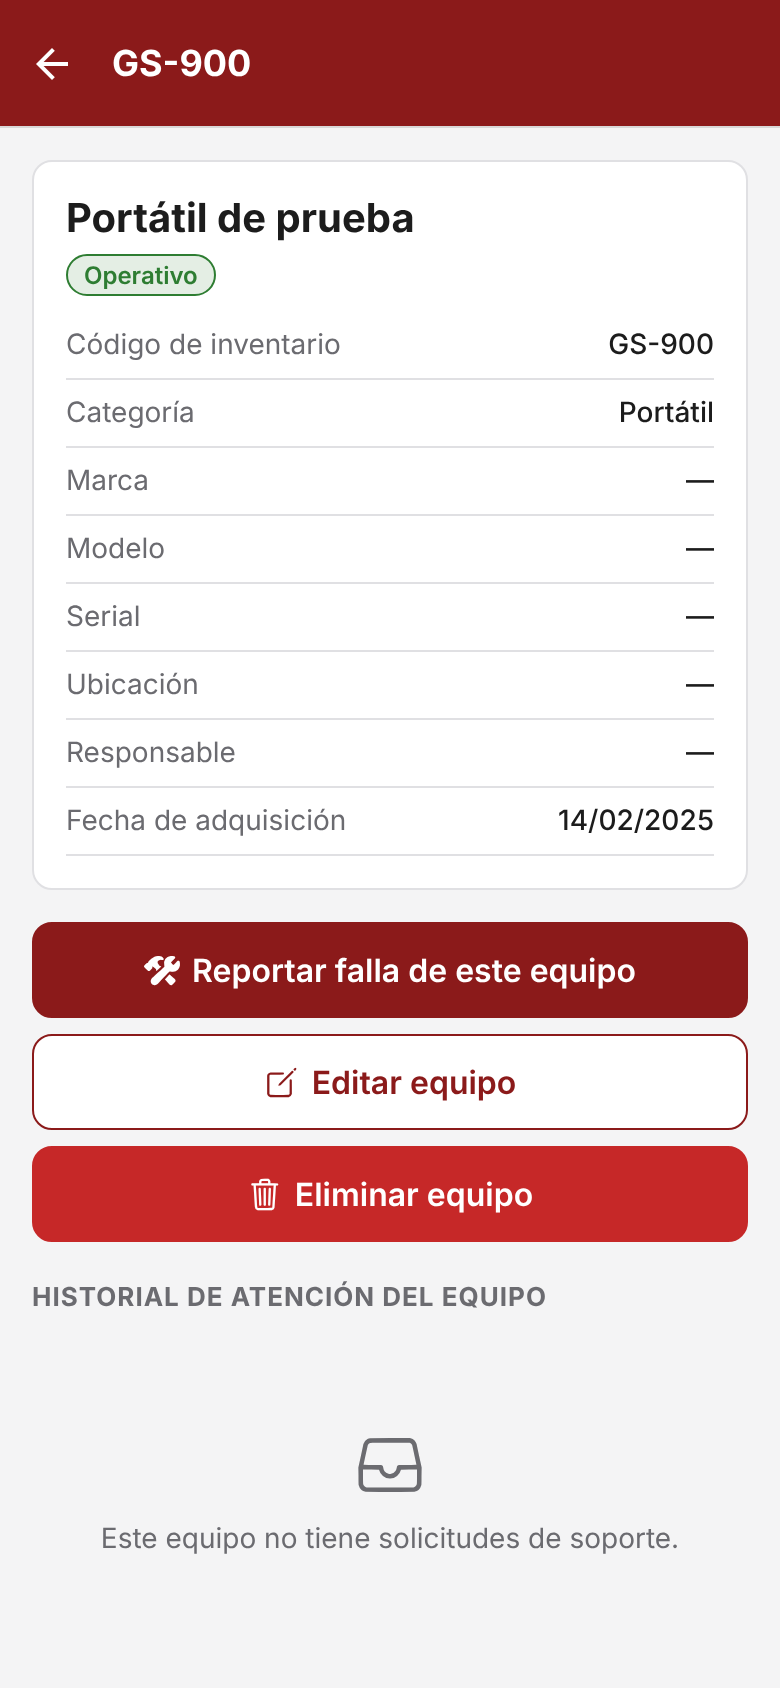 GS-900
Portátil de prueba
Operativo
Código de inventario GS-900
Categoría Portátil
Marca —
Modelo —
Serial —
Ubicación —
Responsable —
Fecha de adquisición 14/02/2025
Reportar falla de este equipo
Editar equipo
Eliminar equipo
HISTORIAL DE ATENCIÓN DEL EQUIPO
Este equipo no tiene solicitudes de soporte.